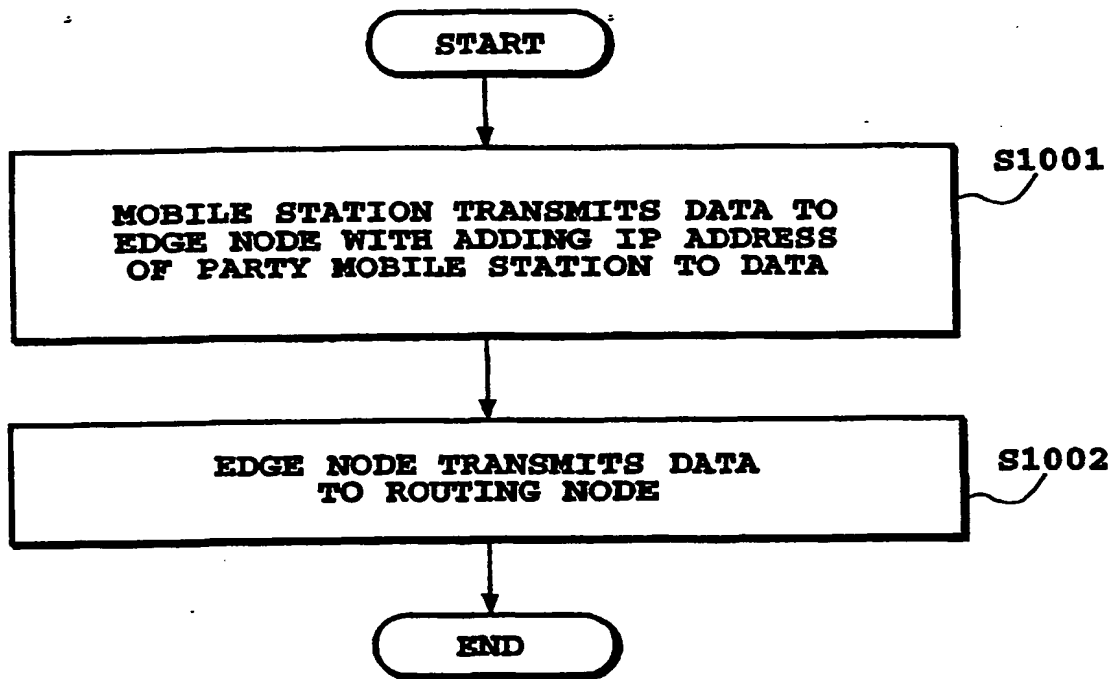 START
S1001
MOBILE STATION TRANSMITS DATA TO
EDGE NODE WITH ADDING IP ADDRESS
OF PARTY MOBILE STATION TO DATA
EDGE NODE TRANSMITS DATA
TO ROUTING NODE
S1002
END